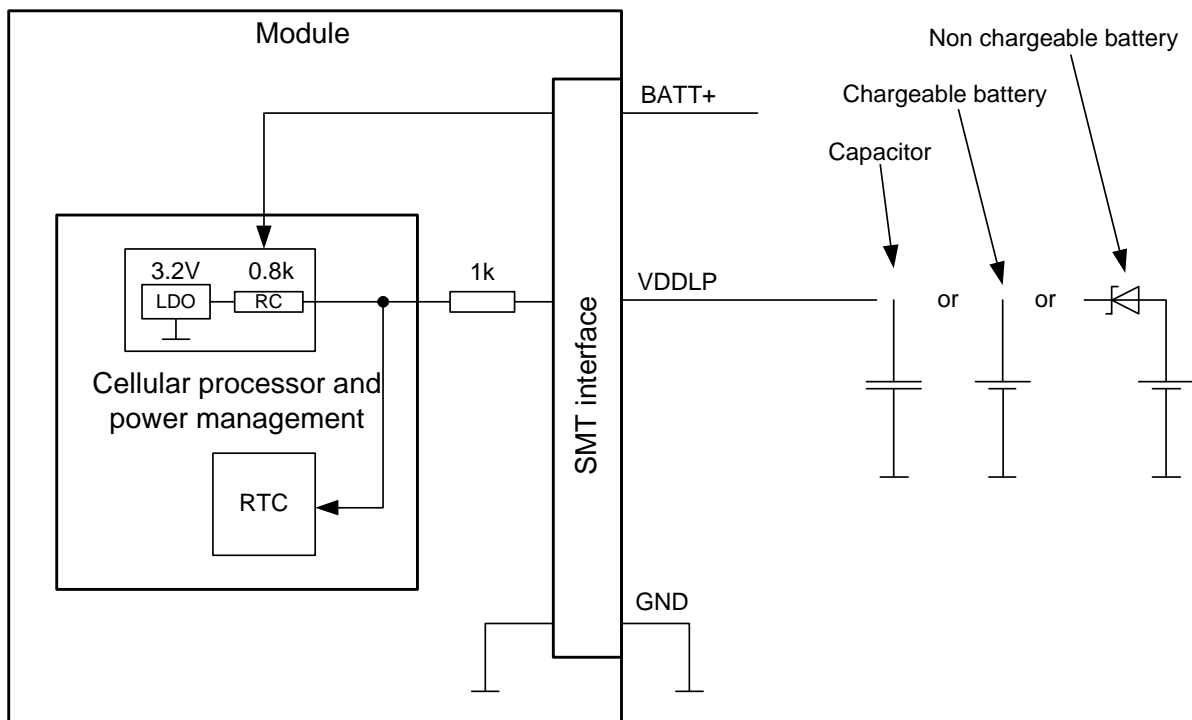 Module
Non chargeable battery
BATT+
Chargeable battery
Capacitor
3.2V
0.8k
1k
VDDLP
LDO
RC
or
or
Cellular processor and
power management
SMT interface
RTC
GND